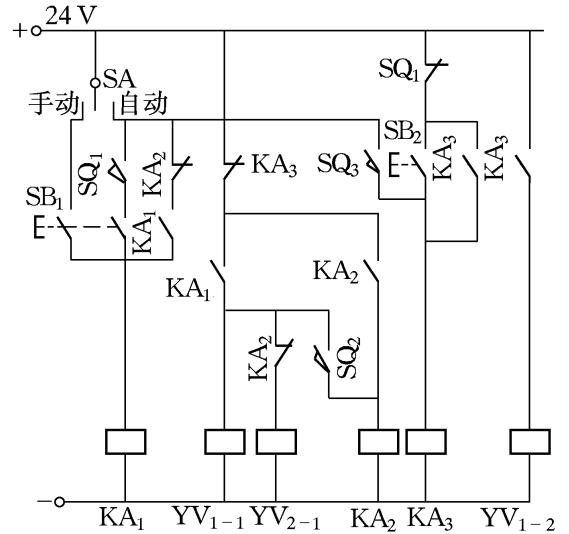 + 24 V
SA
手动 自动
SQ₁
SB₂
SQ₁
KA₂
KA₃
SQ₃
KA₃
KA₃
SB₁
KA₁
KA₁
KA₂
KA₂
SQ₂
−
KA₁ YV₁₋₁ YV₂₋₁ KA₂ KA₃ YV₁₋₂